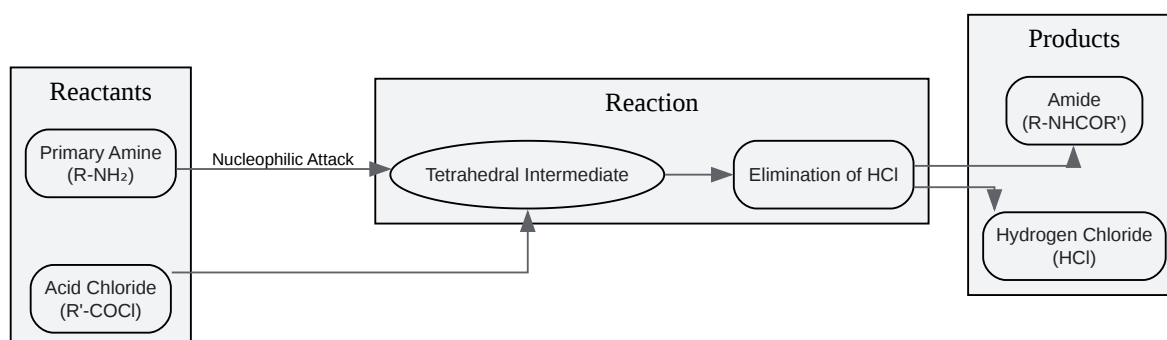 Reactants
Primary Amine
(R-NH₂)
Acid Chloride
(R'-COCl)
Nucleophilic Attack
Reaction
Tetrahedral Intermediate
Elimination of HCl
Products
Amide
(R-NHCOR')
Hydrogen Chloride
(HCl)